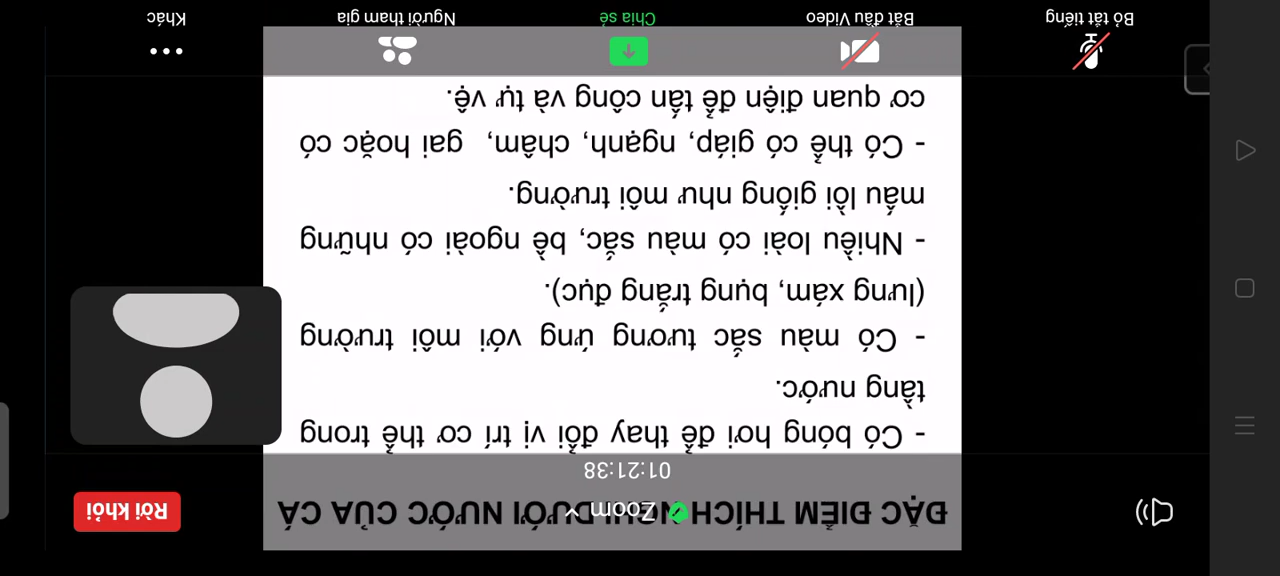 Rời khỏi
Zoom
01:21:38
ĐẶC ĐIỂM THÍCH NGHI DƯỚI NƯỚC CỦA CÁ
- Có bóng hơi để thay đổi vị trí cơ thể trong
tầng nước.
- Có màu sắc tương ứng với môi trường
(lưng xám, bụng trắng đục).
- Nhiều loài có màu sắc, bề ngoài có những
mấu lồi giống như môi trường.
- Có thể có giáp, ngạnh, châm, gai hoặc có
cơ quan điện để tấn công và tự vệ.
Bỏ tắt tiếng
Bắt đầu Video
Chia sẻ
Người tham gia
Khác